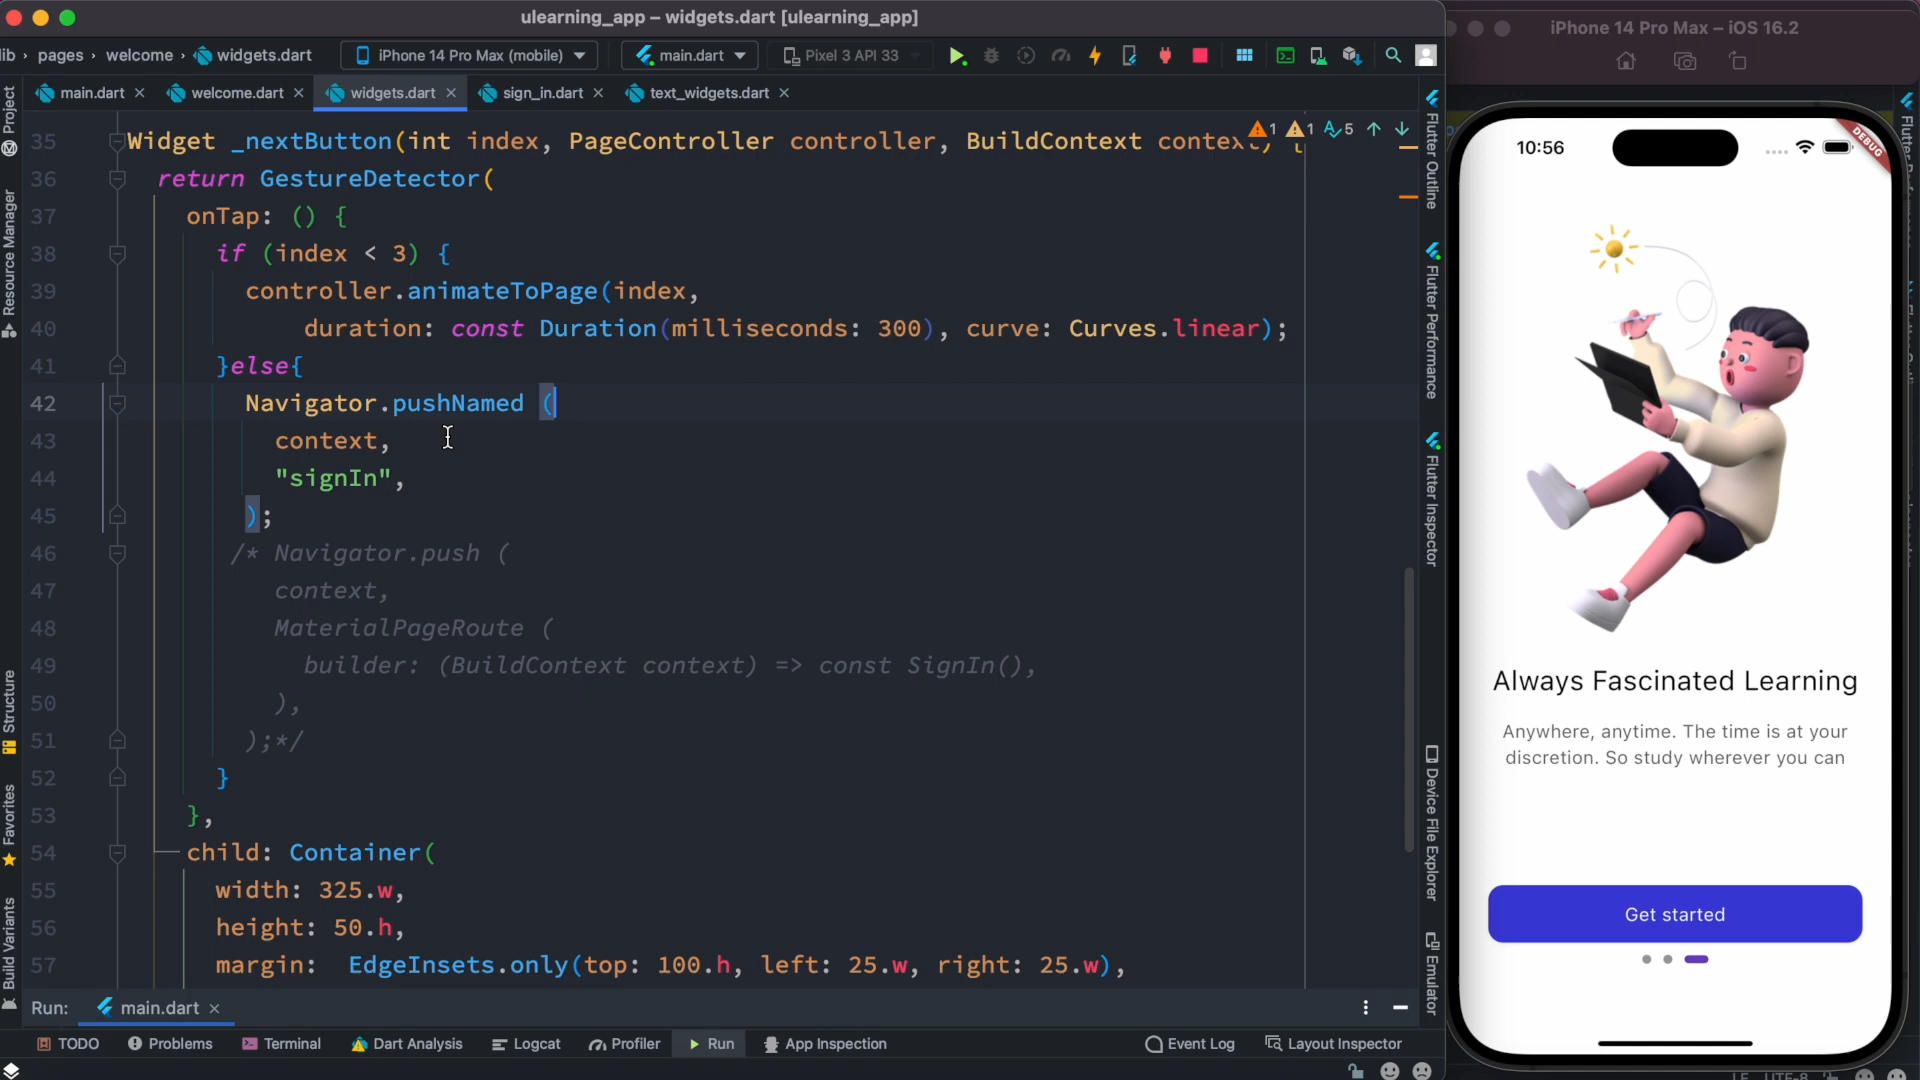 ulearning_app – widgets.dart [ulearning_app]
lib › pages › welcome › widgets.dart
iPhone 14 Pro Max (mobile)
main.dart
Pixel 3 API 33
main.dart
welcome.dart
widgets.dart
sign_in.dart
text_widgets.dart
Project
Resource Manager
Structure
Favorites
Build Variants
1 1 5
35 Widget _nextButton(int index, PageController controller, BuildContext context) {
36 return GestureDetector(
37 onTap: () {
38 if (index < 3) {
39 controller.animateToPage(index,
40 duration: const Duration(milliseconds: 300), curve: Curves.linear);
41 }else{
42 Navigator.pushNamed (
43 context,
44 "signIn",
45 );
46 /* Navigator.push (
47 context,
48 MaterialPageRoute (
49 builder: (BuildContext context) => const SignIn(),
50 ),
51 );*/
52 }
53 },
54 child: Container(
55 width: 325.w,
56 height: 50.h,
57 margin: EdgeInsets.only(top: 100.h, left: 25.w, right: 25.w),
Flutter Outline
Flutter Performance
Flutter Inspector
Device File Explorer
Emulator
Run: main.dart
TODO
Problems
Terminal
Dart Analysis
Logcat
Profiler
Run
App Inspection
Event Log
Layout Inspector
iPhone 14 Pro Max – iOS 16.2
10:56
DEBUG
Always Fascinated Learning
Anywhere, anytime. The time is at your
discretion. So study wherever you can
Get started
LF UTF-8